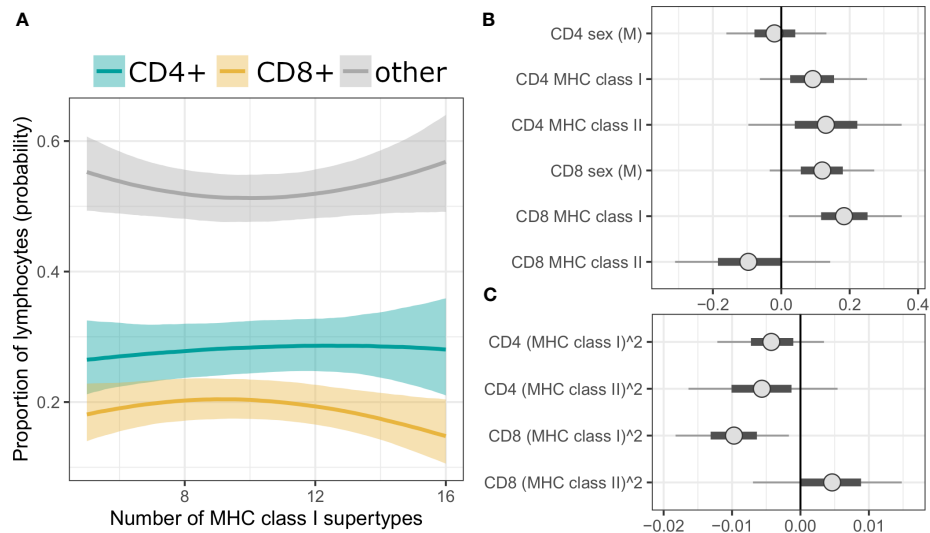 A
CD4+ CD8+ other
Proportion of lymphocytes (probability)
0.6
0.4
0.2
8 12 16
Number of MHC class I supertypes
B
CD4 sex (M)
CD4 MHC class I
CD4 MHC class II
CD8 sex (M)
CD8 MHC class I
CD8 MHC class II
−0.2 0.0 0.2 0.4
C
CD4 (MHC class I)^2
CD4 (MHC class II)^2
CD8 (MHC class I)^2
CD8 (MHC class II)^2
−0.02 −0.01 0.00 0.01